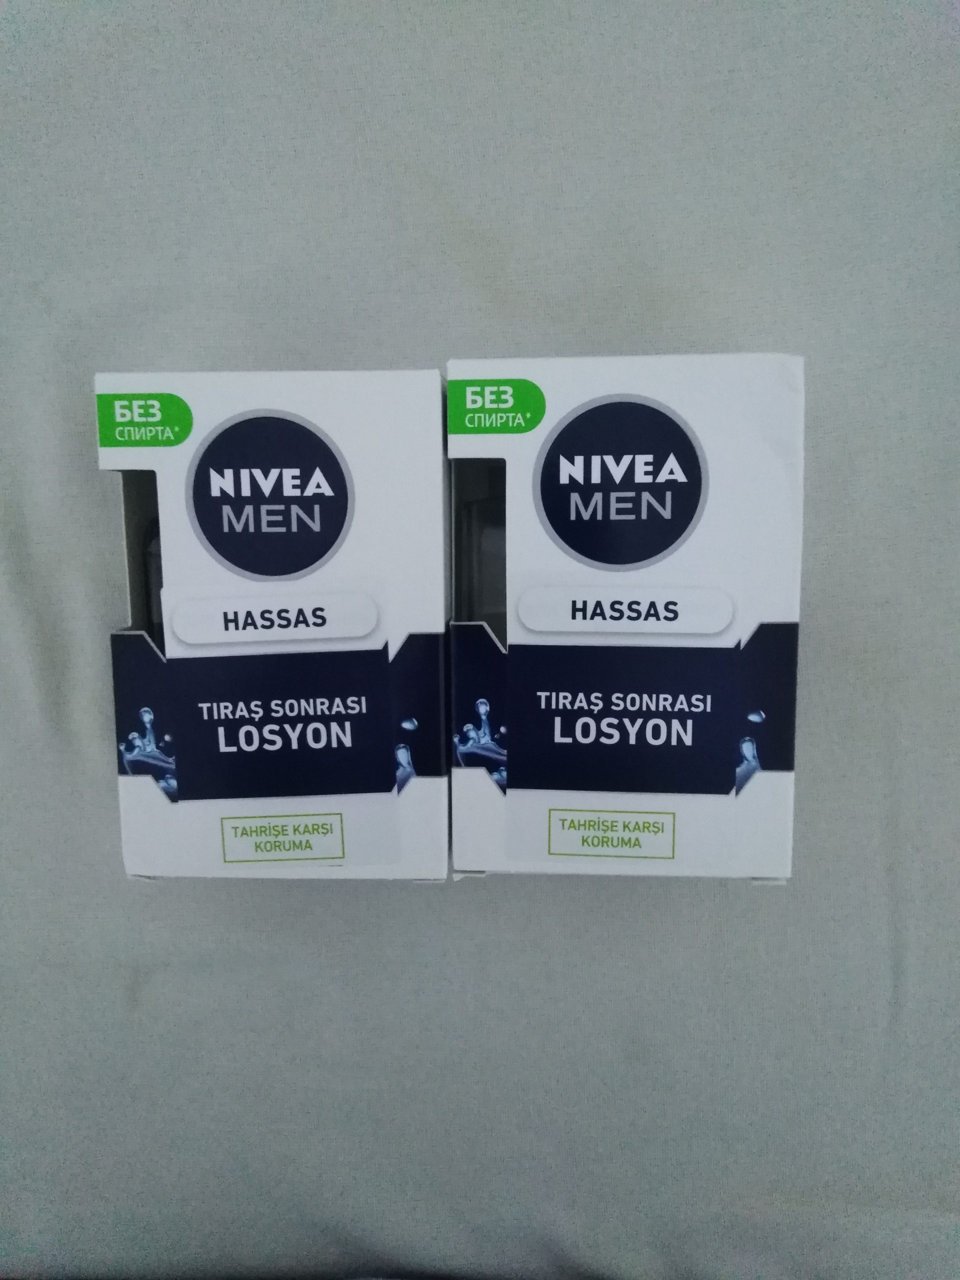 БЕЗ
СПИРТА*
NIVEA
MEN
HASSAS
TIRAŞ SONRASI
LOSYON
TAHRİŞE KARŞI
KORUMA
БЕЗ
СПИРТА*
NIVEA
MEN
HASSAS
TIRAŞ SONRASI
LOSYON
TAHRİŞE KARŞI
KORUMA